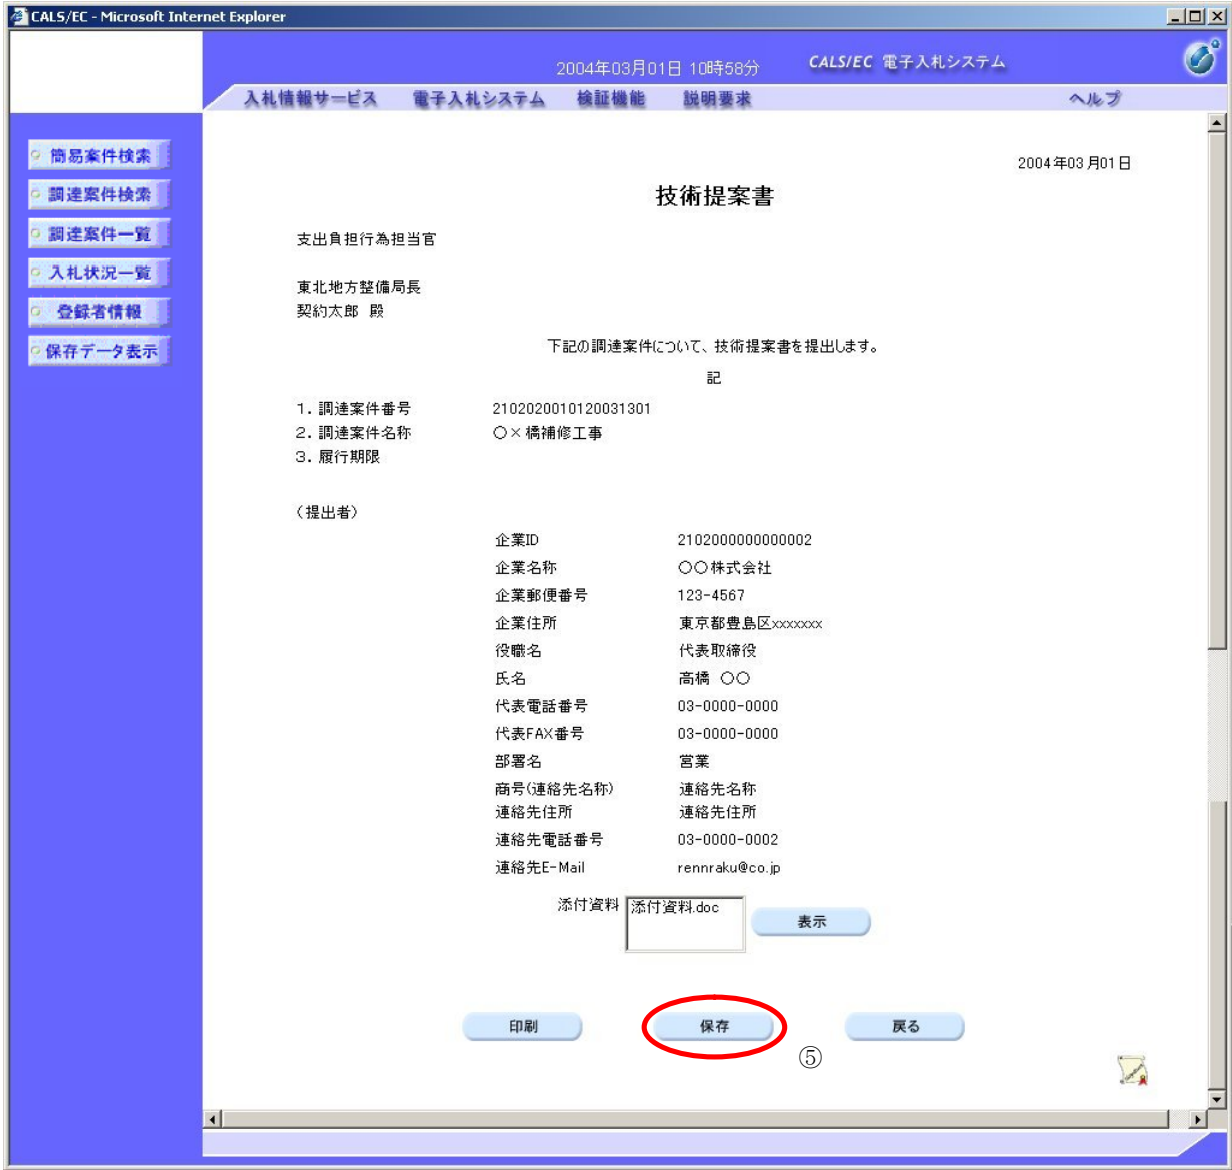 CALS/EC - Microsoft Internet Explorer
2004年03月01日 10時58分
CALS/EC 電子入札システム
入札情報サービス 電子入札システム 検証機能 説明要求 ヘルプ
簡易案件検索
調達案件検索
調達案件一覧
入札状況一覧
登録者情報
保存データ表示
2004年03月01日
技術提案書
支出負担行為担当官
東北地方整備局長
契約太郎 殿
下記の調達案件について、技術提案書を提出します。
記
1. 調達案件番号 2102020010120031301
2. 調達案件名称 ○×橋補修工事
3. 履行期限
（提出者）
企業ID 2102000000000002
企業名称 ○○株式会社
企業郵便番号 123-4567
企業住所 東京都豊島区xxxxxxx
役職名 代表取締役
氏名 高橋 ○○
代表電話番号 03-0000-0000
代表FAX番号 03-0000-0000
部署名 営業
商号(連絡先名称) 連絡先名称
連絡先住所 連絡先住所
連絡先電話番号 03-0000-0002
連絡先E-Mail rennraku@co.jp
添付資料 添付資料.doc 表示
印刷 保存 戻る
⑤